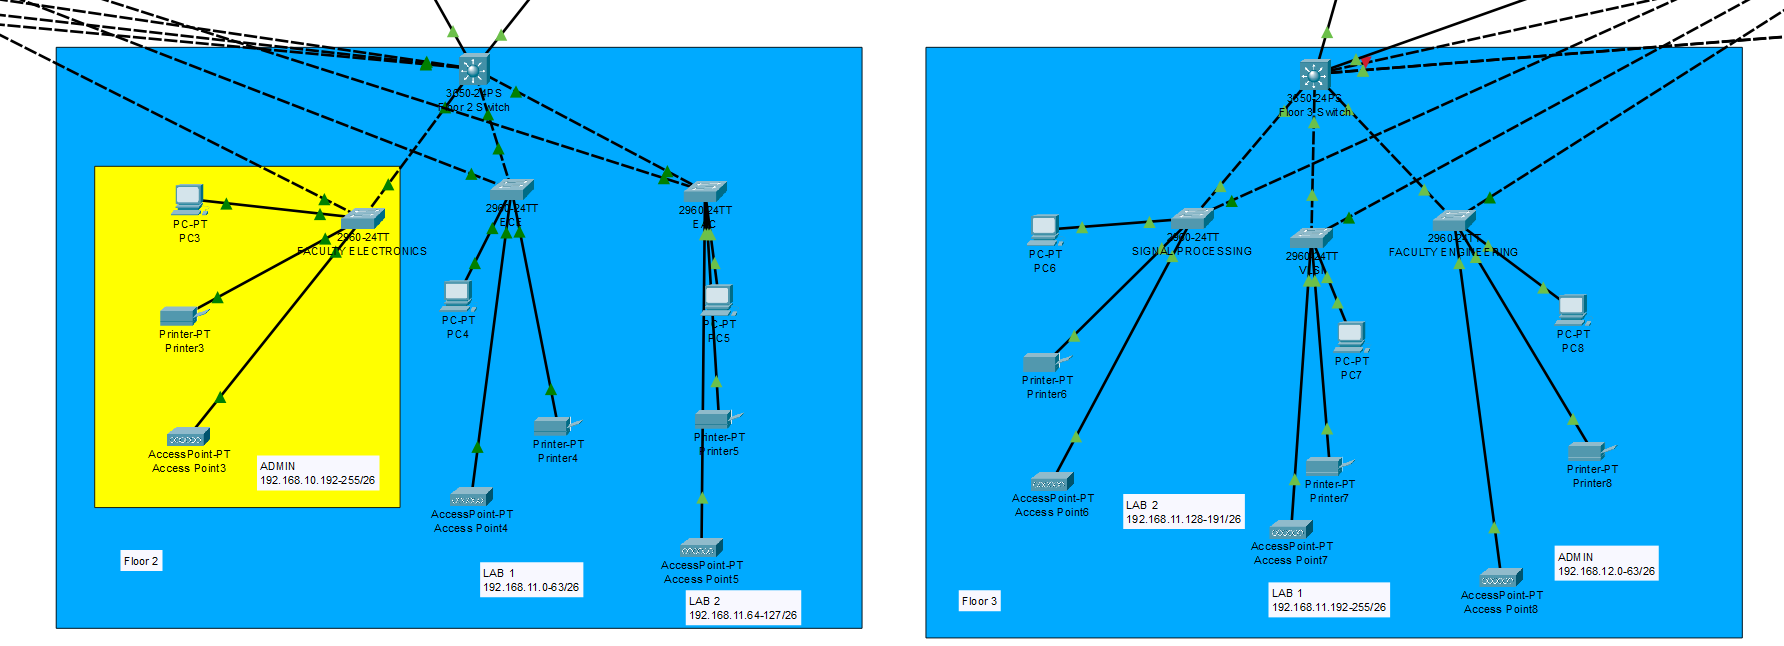 3650-24PS
Floor 2 Switch
PC-PT
PC3
2960-24TT
FACULTY ELECTRONICS
2960-24TT
ECE
2960-24TT
Printer-PT
Printer3
PC-PT
PC4
PC-PT
PC5
AccessPoint-PT
Access Point3
ADMIN
192.168.10.192-255/26
Printer-PT
Printer4
Printer-PT
Printer5
AccessPoint-PT
Access Point4
AccessPoint-PT
Access Point5
Floor 2
LAB 1
192.168.11.0-63/26
LAB 2
192.168.11.64-127/26
3650-24PS
Floor 3 Switch
PC-PT
PC6
2960-24TT
SIGNAL PROCESSING
2960-24TT
2960-24TT
FACULTY ENGINEERING
PC-PT
PC7
PC-PT
PC8
Printer-PT
Printer6
Printer-PT
Printer7
Printer-PT
Printer8
AccessPoint-PT
Access Point6
LAB 2
192.168.11.128-191/26
AccessPoint-PT
Access Point7
ADMIN
192.168.12.0-63/26
AccessPoint-PT
Access Point8
Floor 3
LAB 1
192.168.11.192-255/26